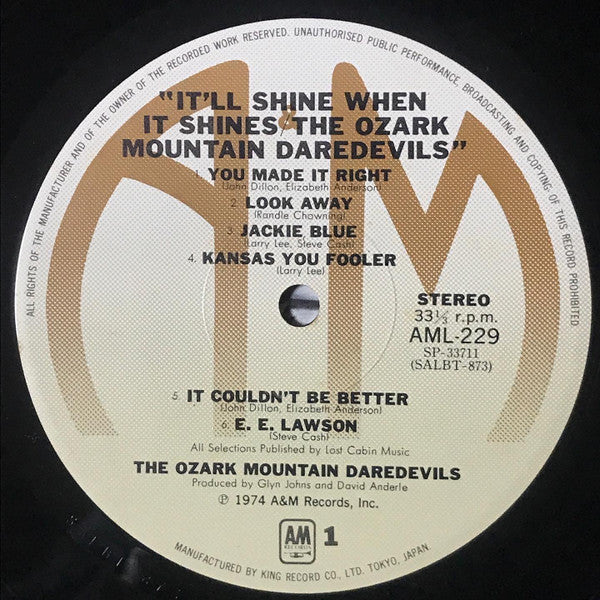 ALL RIGHTS OF THE MANUFACTURER AND OF THE OWNER OF THE RECORDED WORK RESERVED. UNAUTHORISED PUBLIC PERFORMANCE, BROADCASTING AND COPYING OF THIS RECORD PROHIBITED
"IT'LL SHINE WHEN
IT SHINES/THE OZARK
MOUNTAIN DAREDEVILS"
1. YOU MADE IT RIGHT
(John Dillon, Elizabeth Anderson)
2. LOOK AWAY
(Randle Chowning)
3. JACKIE BLUE
(Larry Lee, Steve Cash)
4. KANSAS YOU FOOLER
(Larry Lee)
STEREO
33⅓ r.p.m.
AML-229
SP-33711
(SALBT-873)
5. IT COULDN'T BE BETTER
(John Dillon, Elizabeth Anderson)
6. E. E. LAWSON
(Steve Cash)
All Selections Published by Lost Cabin Music
THE OZARK MOUNTAIN DAREDEVILS
Produced by Glyn Johns and David Anderle
℗ 1974 A&M Records, Inc.
AM
RECORDS
1
MANUFACTURED BY KING RECORD CO., LTD. TOKYO, JAPAN.